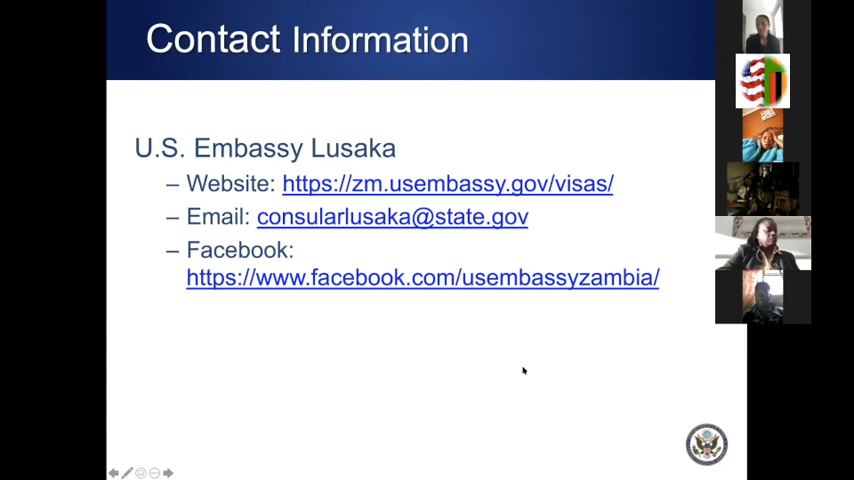 Contact Information
U.S. Embassy Lusaka
– Website: https://zm.usembassy.gov/visas/
– Email: consularlusaka@state.gov
– Facebook:
https://www.facebook.com/usembassyzambia/